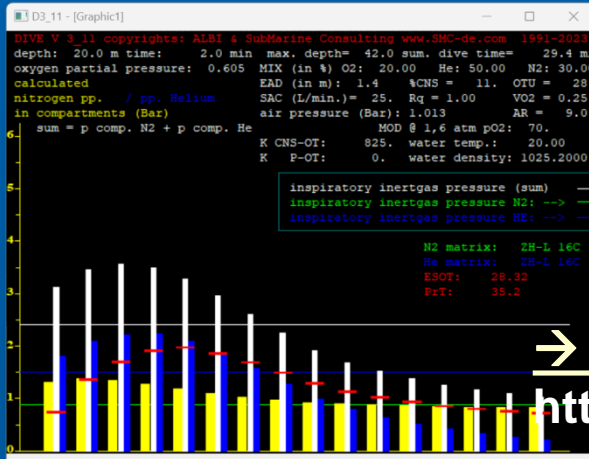 D3_11 - [Graphic1]
DIVE V 3_11 copyrights: ALBI & SubMarine Consulting www.SMC-de.com 1991-2023
depth: 20.0 m time: 2.0 min max. depth= 42.0 sum. dive time= 29.4 m
oxygen partial pressure: 0.605 MIX (in %) O2: 20.00 He: 50.00 N2: 30.00
calculated EAD (in m): 1.4 %CNS = 11. OTU = 28
nitrogen pp. / pp. Helium SAC (L/min.)= 25. Rq = 1.00 VO2 = 0.25
in compartments (Bar) air pressure (Bar): 1.013 AR = 9.0
sum = p comp. N2 + p comp. He MOD @ 1,6 atm pO2: 70.
K CNS-OT: 825. water temp.: 20.00
K P-OT: 0. water density: 1025.2000
inspiratory inertgas pressure (sum) —
inspiratory inertgas pressure N2: --> —
inspiratory inertgas pressure HE: --> —
N2 matrix: ZH-L 16C
He matrix: ZH-L 16C
ESOT: 28.32
PrT: 35.2
6
5
4
3
2
1
0
→
htt